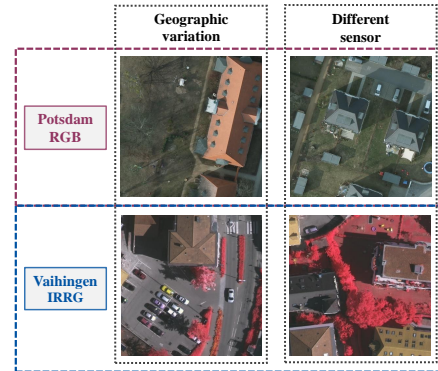 Geographic
variation
Different
sensor
Potsdam
RGB
Vaihingen
IRRG